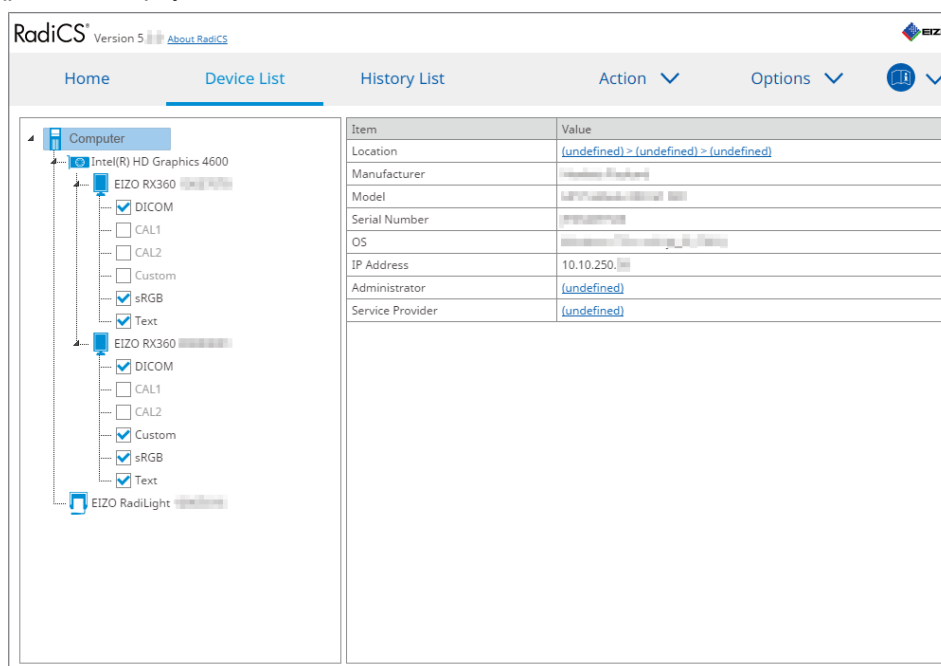 RadiCS® Version 5. About RadiCS
EIZ
Home Device List History List Action Options
Computer
Intel(R) HD Graphics 4600
EIZO RX360
DICOM
CAL1
CAL2
Custom
sRGB
Text
EIZO RX360
DICOM
CAL1
CAL2
Custom
sRGB
Text
EIZO RadiLight
Item Value
Location (undefined) > (undefined) > (undefined)
Manufacturer
Model
Serial Number
OS
IP Address 10.10.250.
Administrator (undefined)
Service Provider (undefined)